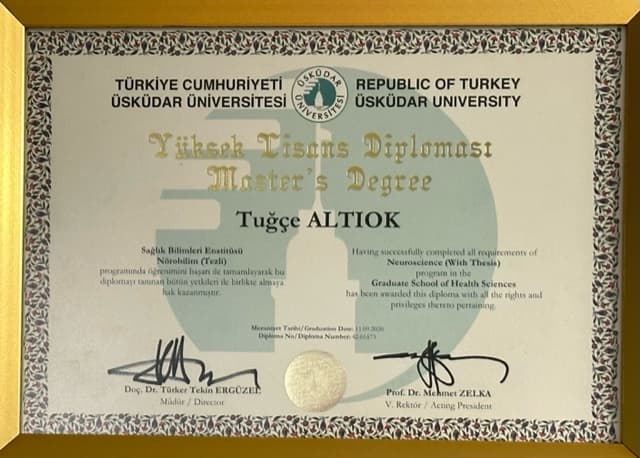 TÜRKİYE CUMHURİYETİ
ÜSKÜDAR ÜNİVERSİTESİ
ÜSKÜDAR ÜNİVERSİTESİ
REPUBLIC OF TURKEY
ÜSKÜDAR UNIVERSITY
Yüksek Lisans Diploması
Master's Degree
Tuğçe ALTIOK
Sağlık Bilimleri Enstitüsü
Nörobilim (Tezli)
programında öğrenimini başarı ile tamamlayarak bu
diplomayı tanınan bütün yetkileri ile birlikte almaya
hak kazanmıştır.
Having successfully completed all requirements of
Neuroscience (With Thesis)
program in the
Graduate School of Health Sciences
has been awarded this diploma with all the rights and
privileges thereto pertaining.
Mezuniyet Tarihi/Graduation Date:
Diploma No/Diploma Number:
Doç. Dr. Türker Tekin ERGÜZEL
Müdür / Director
Prof. Dr. Mehmet ZELKA
V. Rektör / Acting President